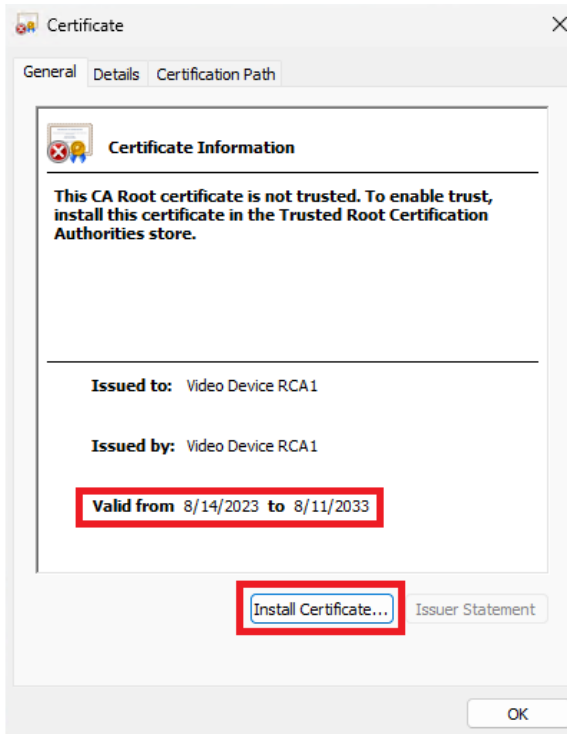 Certificate
General Details Certification Path
Certificate Information
This CA Root certificate is not trusted. To enable trust,
install this certificate in the Trusted Root Certification
Authorities store.
Issued to: Video Device RCA1
Issued by: Video Device RCA1
Valid from 8/14/2023 to 8/11/2033
Install Certificate... Issuer Statement
OK